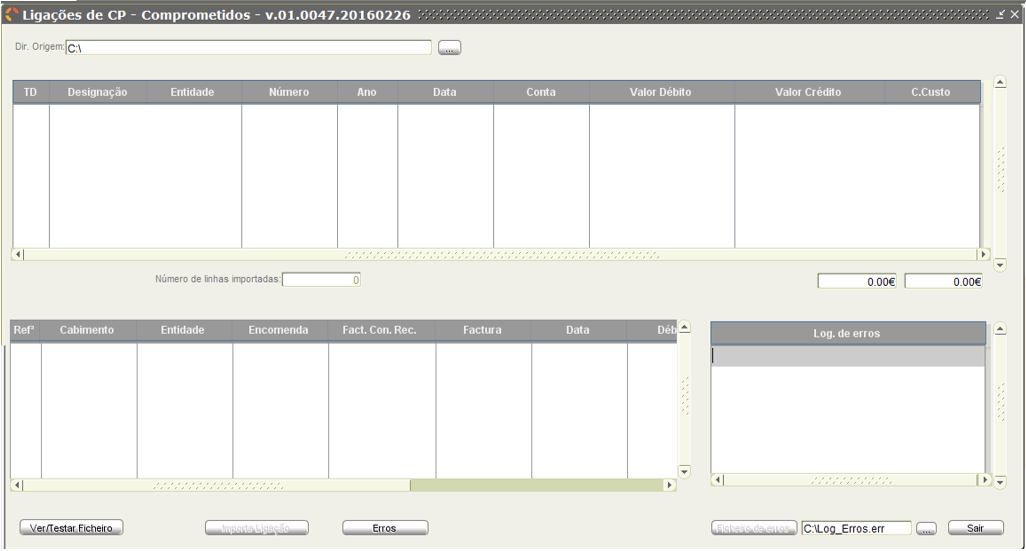 Ligações de CP - Comprometidos - v.01.0047.20160226
Dir. Origem: C:\ ...
TD Designação Entidade Número Ano Data Conta Valor Débito Valor Crédito C.Custo
Número de linhas importadas: 0 0.00€ 0.00€
Refª Cabimento Entidade Encomenda Fact. Con. Rec. Factura Data Déb
Log. de erros
Ver/Testar Ficheiro Importa Ligação Erros Ficheiro de erros C:\Log_Erros.err ... Sair